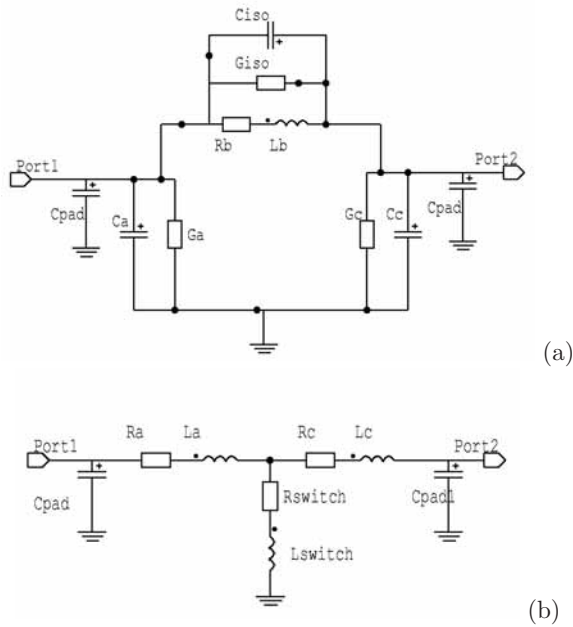 Ciso
Giso
Rb Lb
Port1 Port2
Cpad Ca Ga Gc Cc Cpad
(a)
Ra La Rc Lc
Port1 Port2
Cpad Rswitch Cpad1
Lswitch
(b)